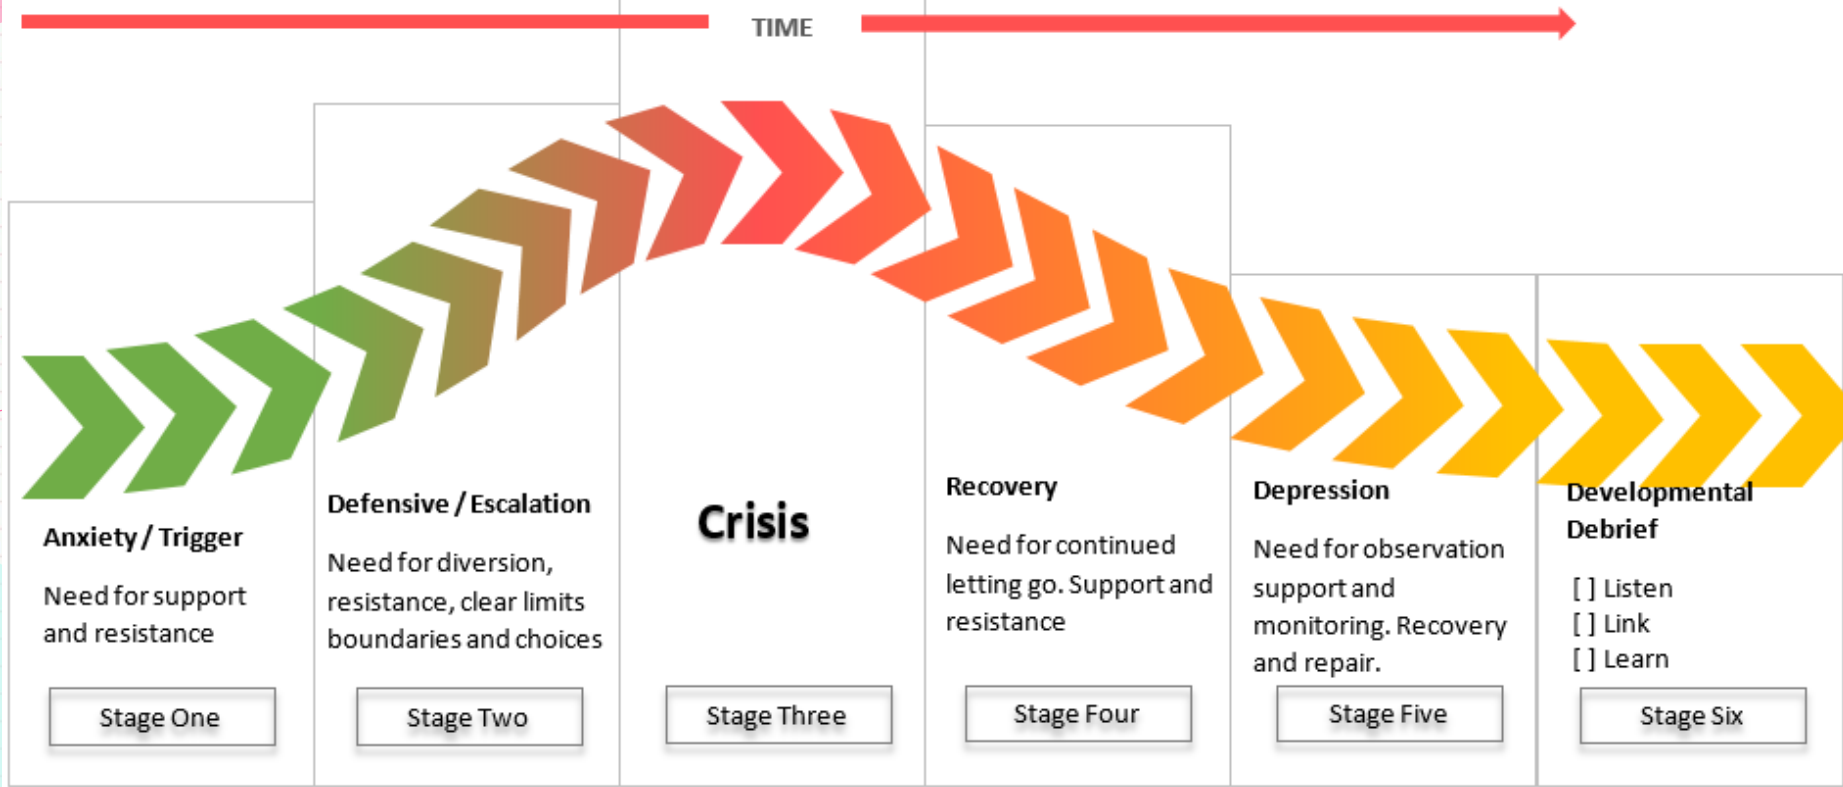 TIME
Anxiety / Trigger
Need for support
and resistance
Stage One
Defensive / Escalation
Need for diversion,
resistance, clear limits
boundaries and choices
Stage Two
Crisis
Stage Three
Recovery
Need for continued
letting go. Support and
resistance
Stage Four
Depression
Need for observation
support and
monitoring. Recovery
and repair.
Stage Five
Developmental
Debrief
[ ] Listen
[ ] Link
[ ] Learn
Stage Six